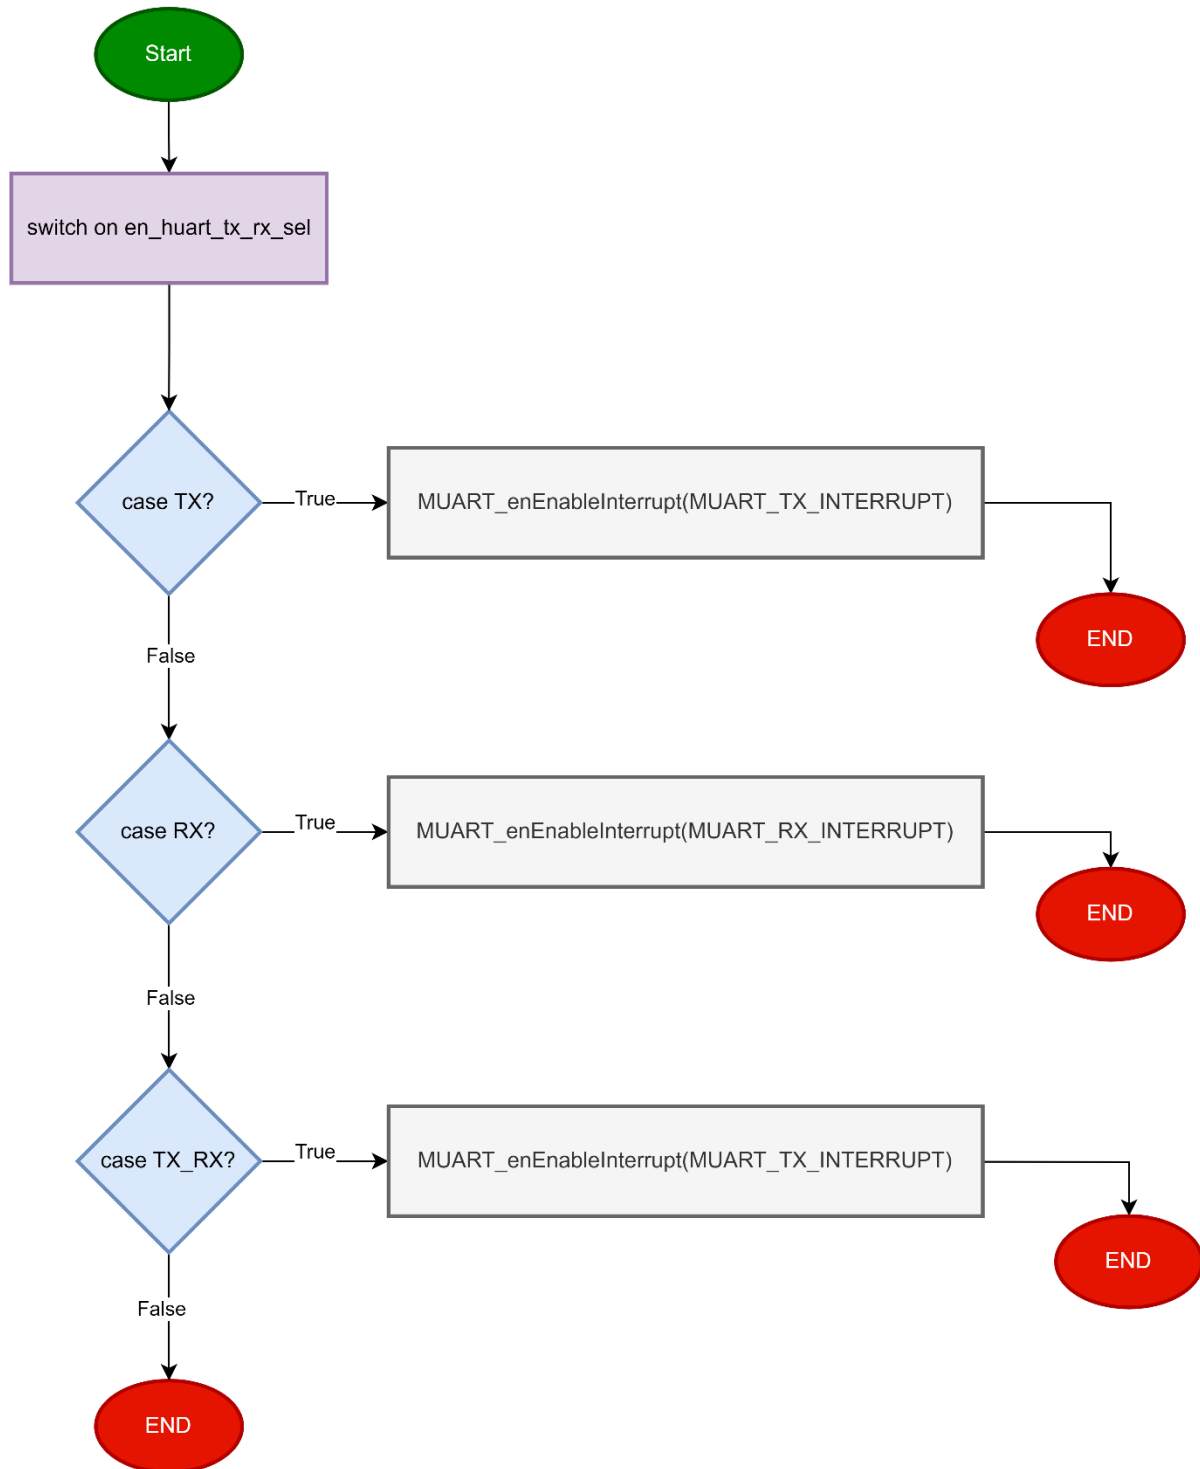 Start
switch on en_huart_tx_rx_sel
case TX?
True
MUART_enEnableInterrupt(MUART_TX_INTERRUPT)
END
False
case RX?
True
MUART_enEnableInterrupt(MUART_RX_INTERRUPT)
END
False
case TX_RX?
True
MUART_enEnableInterrupt(MUART_TX_INTERRUPT)
END
False
END